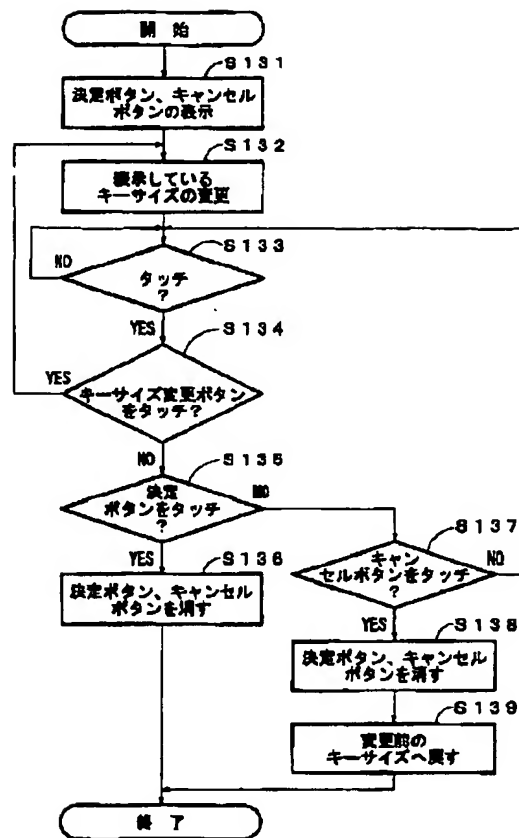 開 始
S131
決定ボタン、キャンセル
ボタンの表示
S132
表示している
キーサイズの変更
S133
NO
タッチ
?
YES
S134
YES
キーサイズ変更ボタン
をタッチ?
NO
S135
決定
ボタンをタッチ
?
NO
YES
S136
決定ボタン、キャンセル
ボタンを消す
S137
キャン
セルボタンをタッチ
?
NO
YES
S138
決定ボタン、キャンセル
ボタンを消す
S139
変更前の
キーサイズへ戻す
終 了